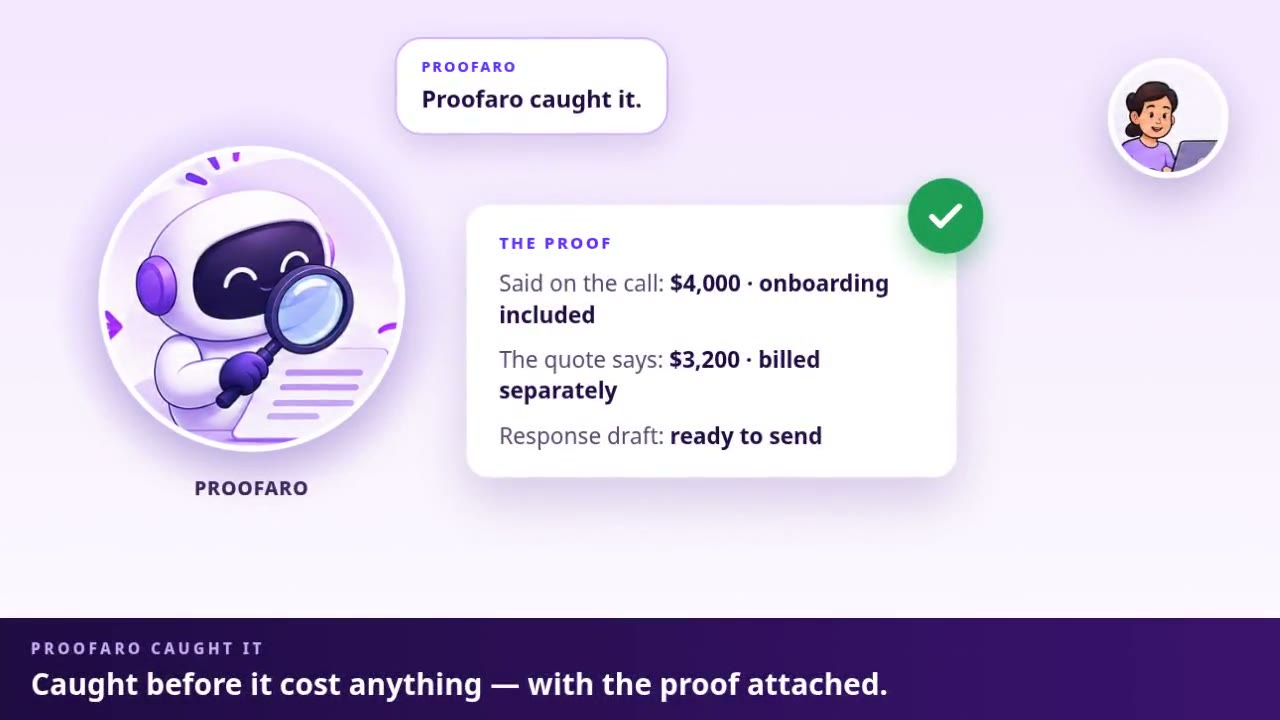 PROOFARO
Proofaro caught it.
THE PROOF
Said on the call: $4,000 · onboarding
included
The quote says: $3,200 · billed
separately
Response draft: ready to send
PROOFARO
PROOFARO CAUGHT IT
Caught before it cost anything — with the proof attached.